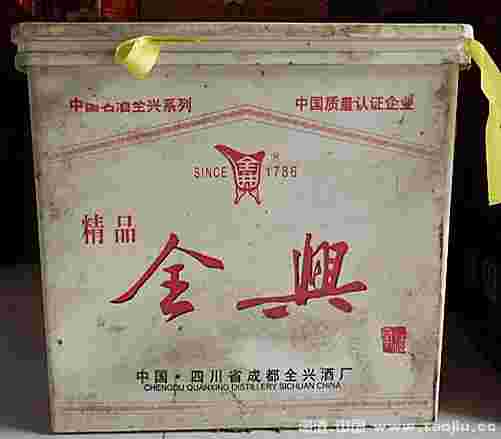 中国名酒全兴系列 中国质量认证企业
SINCE 1786
精品
全興
中国·四川省成都全兴酒厂
CHENGDU QUANXING DISTILLERY SICHUAN CHINA
www.taojiu.cc